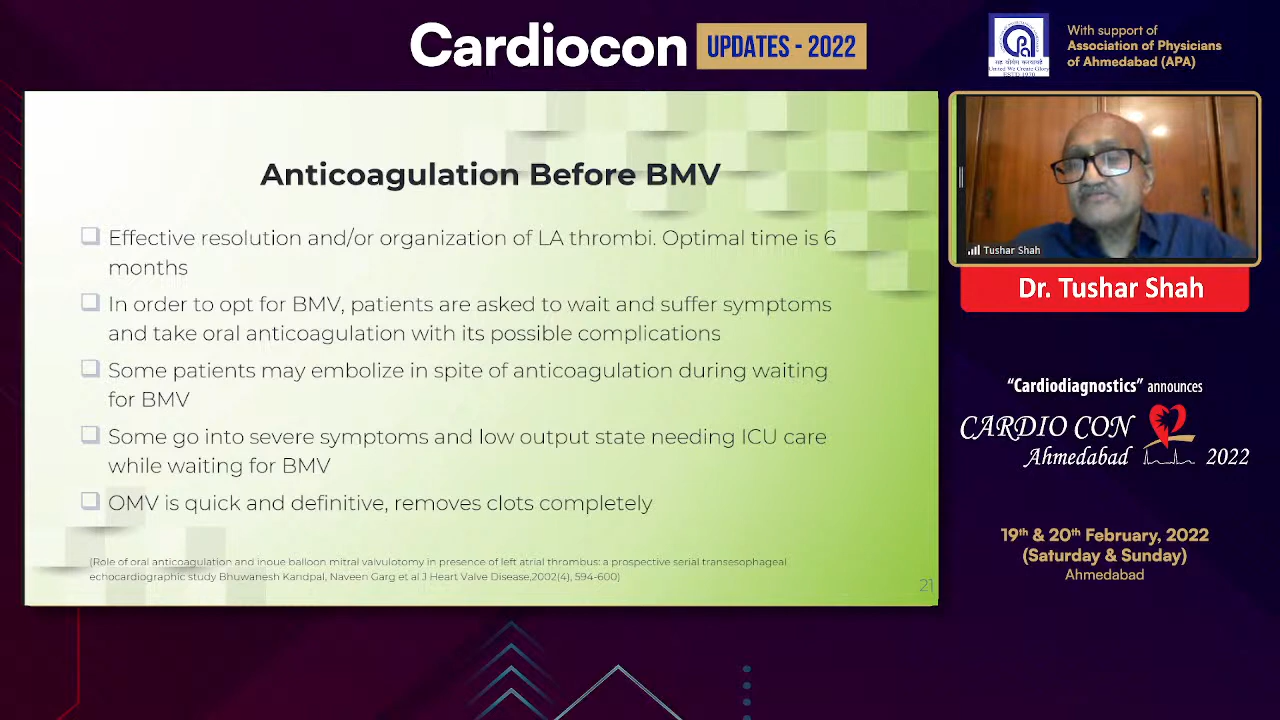 Cardiocon
UPDATES - 2022
With support of
Association of Physicians
of Ahmedabad (APA)
United We Create Glory
ESTD 1970
Anticoagulation Before BMV
Effective resolution and/or organization of LA thrombi. Optimal time is 6
months
In order to opt for BMV, patients are asked to wait and suffer symptoms
and take oral anticoagulation with its possible complications
Some patients may embolize in spite of anticoagulation during waiting
for BMV
Some go into severe symptoms and low output state needing ICU care
while waiting for BMV
OMV is quick and definitive, removes clots completely
(Role of oral anticoagulation and inoue balloon mitral valvulotomy in presence of left atrial thrombus: a prospective serial transesophageal
echocardiographic study Bhuwanesh Kandpal, Naveen Garg et al J Heart Valve Disease,2002(4), 594-600)
21
Tushar Shah
Dr. Tushar Shah
“Cardiodiagnostics” announces
CARDIO CON
Ahmedabad 2022
19th & 20th February, 2022
(Saturday & Sunday)
Ahmedabad